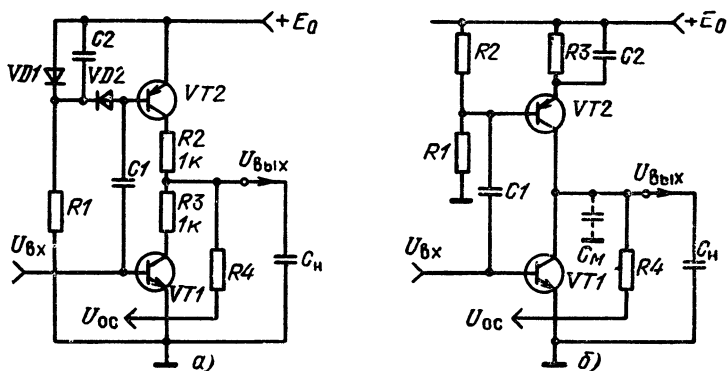 +E₀
C2
VD1
VD2
VT2
R2
1к
C1
Uвых
R3
1к
R1
Uвх
VT1
R4
Cн
Uос
а)
+E₀
R2
R3
C2
VT2
R1
C1
Uвых
Cм
Uвх
VT1
R4
Cн
Uос
б)